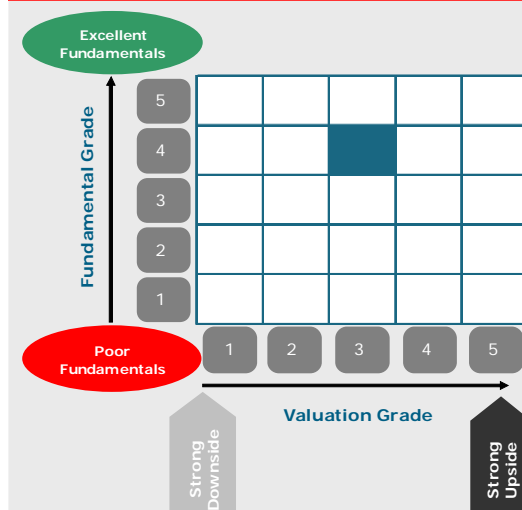 Excellent
Fundamentals
Fundamental Grade
5
4
3
2
1
Poor
Fundamentals
1 2 3 4 5
Valuation Grade
Strong
Downside
Strong
Upside